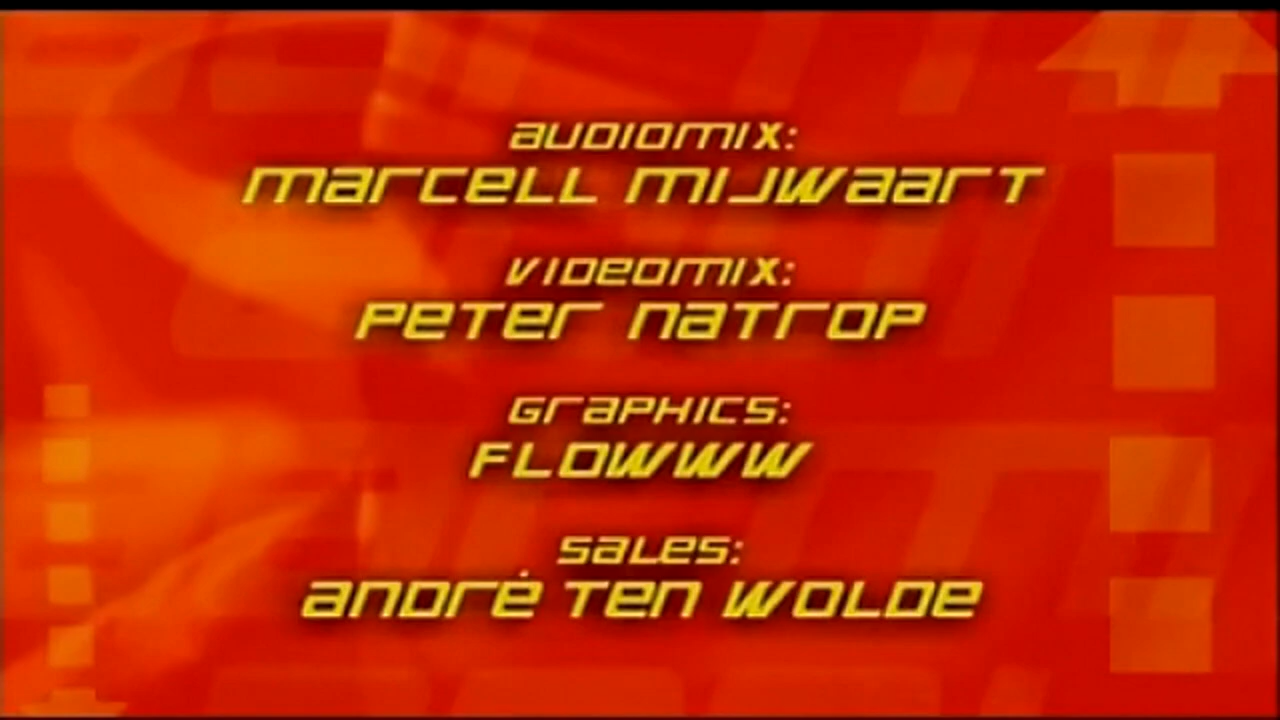 AUDIOMIX:
MARCELL MIJWAART
VIDEOMIX:
PETER NATROP
GRAPHICS:
FLOWWW
SALES:
ANDRÉ TEN WOLDE